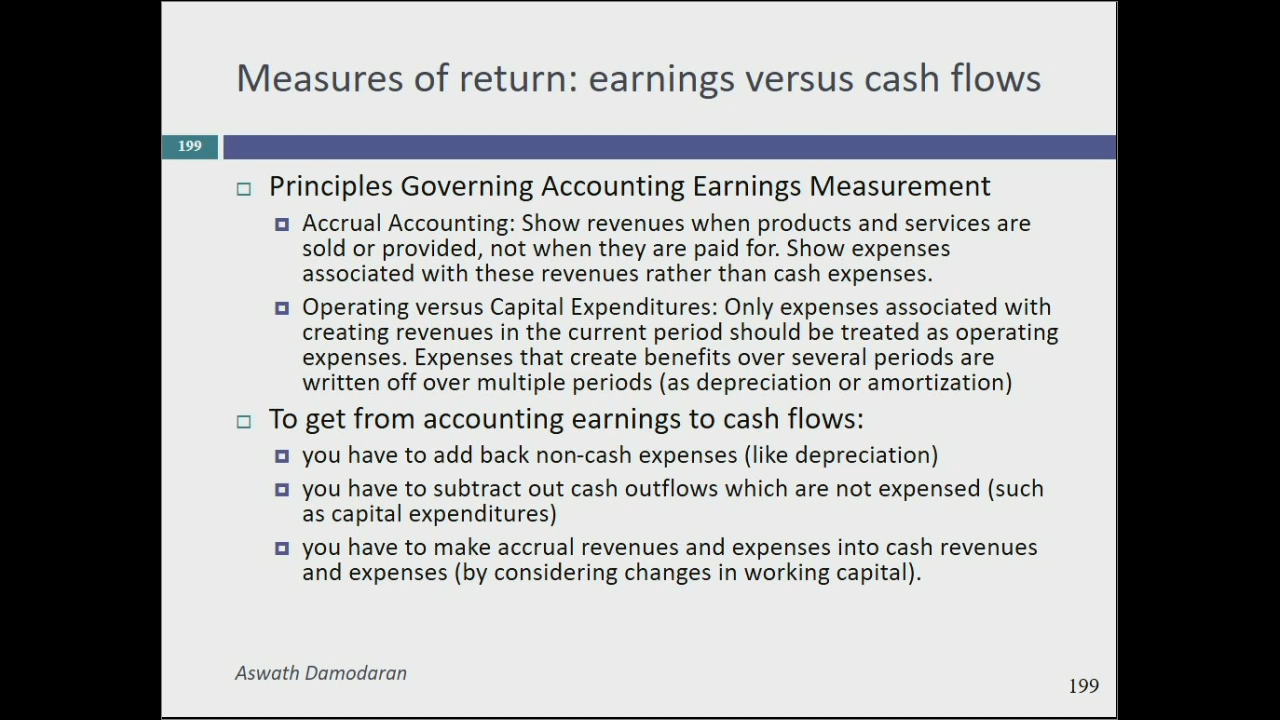 Measures of return: earnings versus cash flows
199
Principles Governing Accounting Earnings Measurement
Accrual Accounting: Show revenues when products and services are
sold or provided, not when they are paid for. Show expenses
associated with these revenues rather than cash expenses.
Operating versus Capital Expenditures: Only expenses associated with
creating revenues in the current period should be treated as operating
expenses. Expenses that create benefits over several periods are
written off over multiple periods (as depreciation or amortization)
To get from accounting earnings to cash flows:
you have to add back non-cash expenses (like depreciation)
you have to subtract out cash outflows which are not expensed (such
as capital expenditures)
you have to make accrual revenues and expenses into cash revenues
and expenses (by considering changes in working capital).
Aswath Damodaran
199